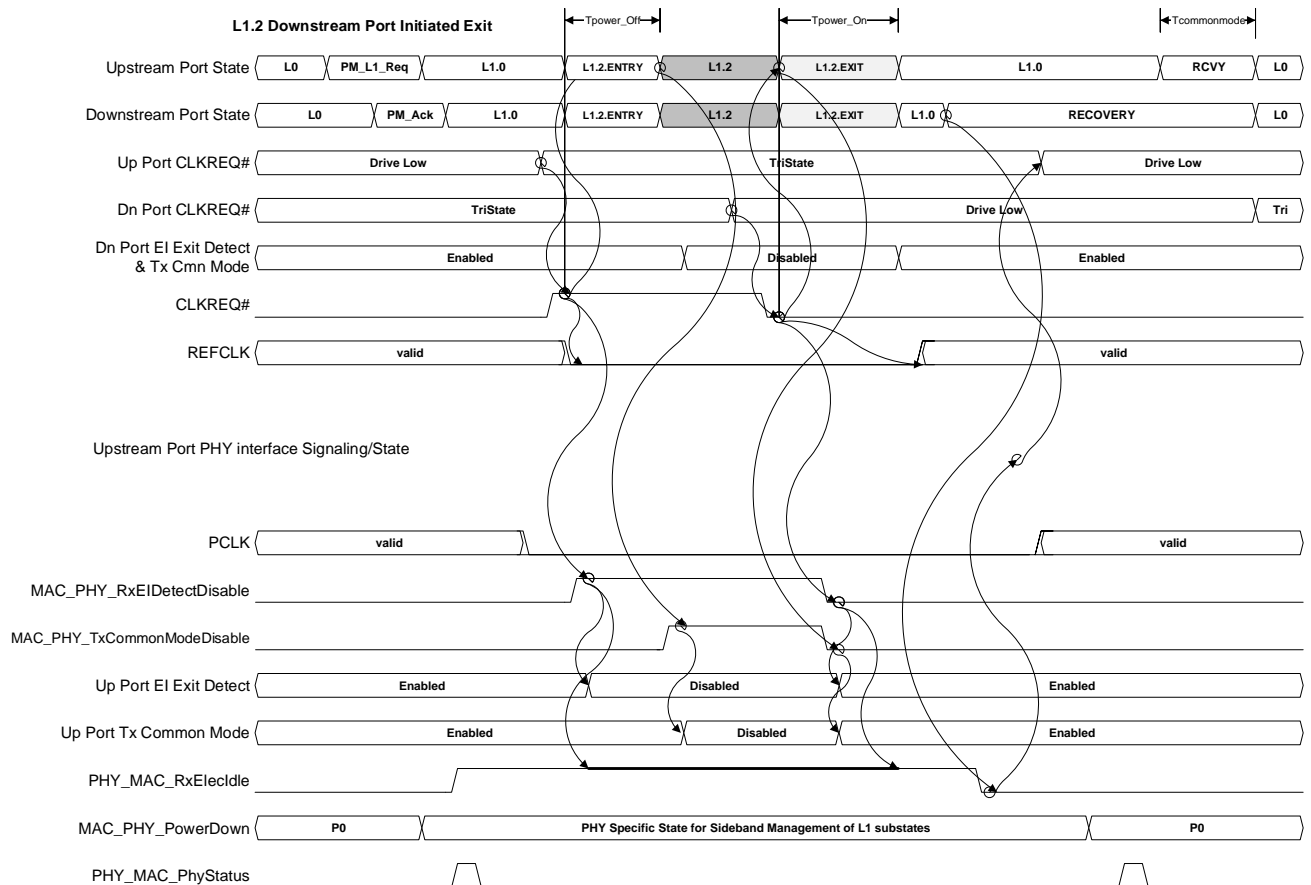 L1.2 Downstream Port Initiated Exit
Tpower_Off
Tpower_On
Tcommonmode
Upstream Port State L0 PM_L1_Req L1.0 L1.2.ENTRY L1.2 L1.2.EXIT L1.0 RCVY L0
Downstream Port State L0 PM_Ack L1.0 L1.2.ENTRY L1.2 L1.2.EXIT L1.0 RECOVERY L0
Up Port CLKREQ# Drive Low TriState Drive Low
Dn Port CLKREQ# TriState Drive Low Tri
Dn Port EI Exit Detect
& Tx Cmn Mode Enabled Disabled Enabled
CLKREQ#
REFCLK valid valid
Upstream Port PHY interface Signaling/State
PCLK valid valid
MAC_PHY_RxEIDetectDisable
MAC_PHY_TxCommonModeDisable
Up Port EI Exit Detect Enabled Disabled Enabled
Up Port Tx Common Mode Enabled Disabled Enabled
PHY_MAC_RxElecIdle
MAC_PHY_PowerDown P0 PHY Specific State for Sideband Management of L1 substates P0
PHY_MAC_PhyStatus